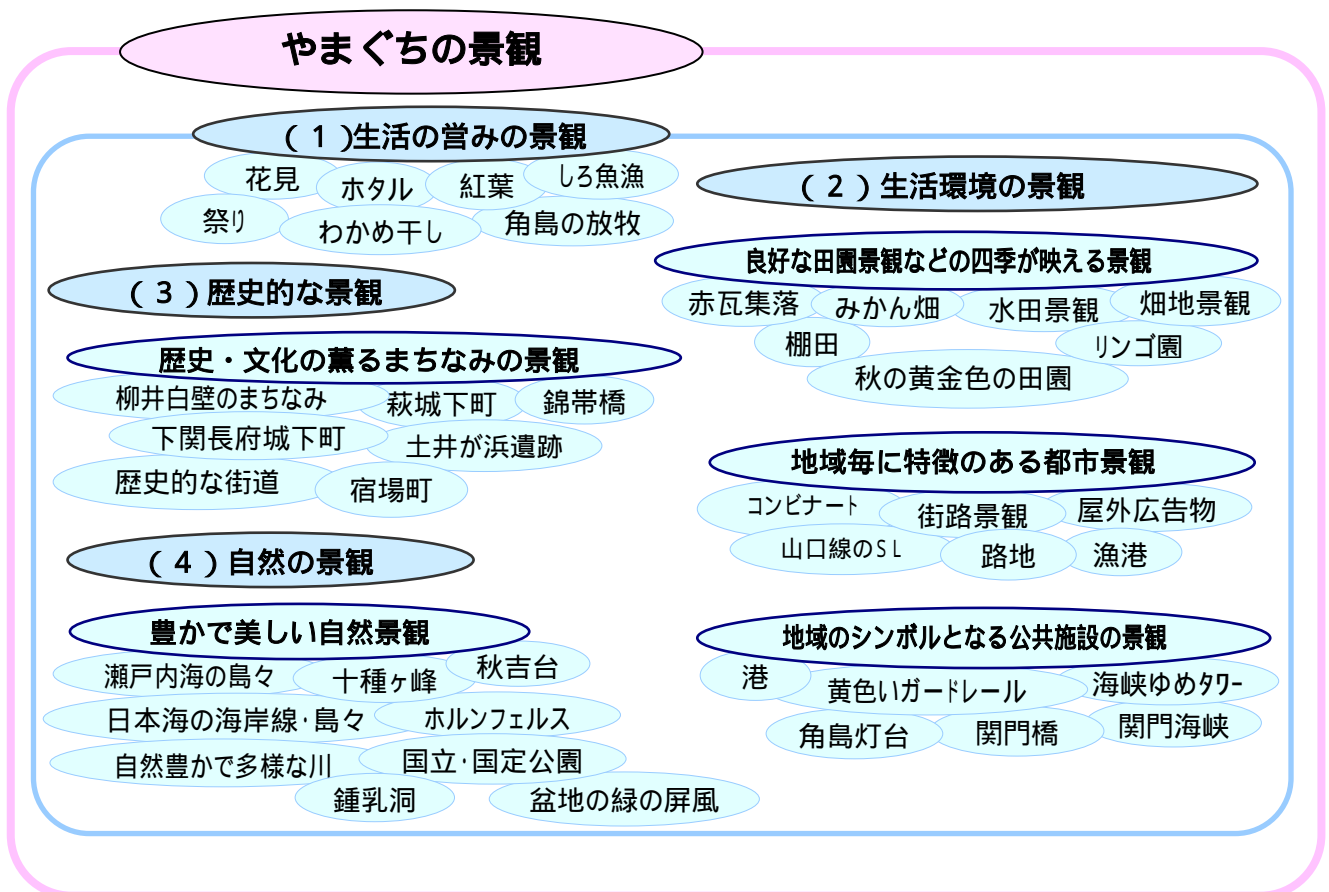 やまぐちの景観
(1)生活の営みの景観
花見
ホタル
紅葉
しろ魚漁
祭り
わかめ干し
角島の放牧
(2)生活環境の景観
良好な田園景観などの四季が映える景観
赤瓦集落
みかん畑
水田景観
畑地景観
棚田
リンゴ園
秋の黄金色の田園
地域毎に特徴のある都市景観
コンビナート
街路景観
屋外広告物
山口線のSL
路地
漁港
地域のシンボルとなる公共施設の景観
港
黄色いガードレール
海峡ゆめタワー
角島灯台
関門橋
関門海峡
(3)歴史的な景観
歴史・文化の薫るまちなみの景観
柳井白壁のまちなみ
萩城下町
錦帯橋
下関長府城下町
土井が浜遺跡
歴史的な街道
宿場町
(4)自然の景観
豊かで美しい自然景観
瀬戸内海の島々
十種ヶ峰
秋吉台
日本海の海岸線・島々
ホルンフェルス
自然豊かで多様な川
国立・国定公園
鍾乳洞
盆地の緑の屏風